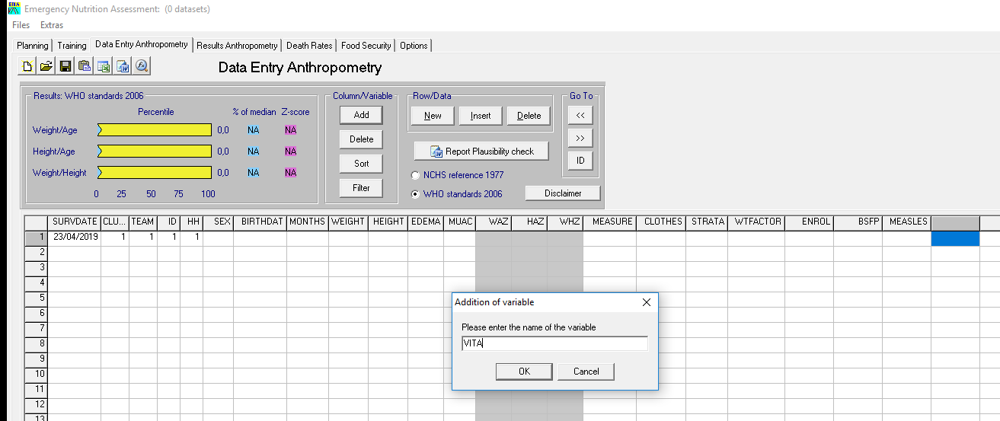 ENA Emergency Nutrition Assessment: (0 datasets)
Files Extras
Planning Training Data Entry Anthropometry Results Anthropometry Death Rates Food Security Options
Data Entry Anthropometry
Results: WHO standards 2006
Percentile % of median Z-score
Weight/Age 0,0 NA NA
Height/Age 0,0 NA NA
Weight/Height 0,0 NA NA
0 25 50 75 100
Column/Variable
Add
Delete
Sort
Filter
Row/Data
New Insert Delete
Report Plausibility check
NCHS reference 1977
WHO standards 2006 Disclaimer
Go To
<<
>>
ID
SURVDATE CLU... TEAM ID HH SEX BIRTHDAT MONTHS WEIGHT HEIGHT EDEMA MUAC WAZ HAZ WHZ MEASURE CLOTHES STRATA WTFACTOR ENROL BSFP MEASLES
1 23/04/2019 1 1 1 1
2
3
4
5
6
7
8
9
10
11
12
13
Addition of variable
Please enter the name of the variable
VITA
OK Cancel